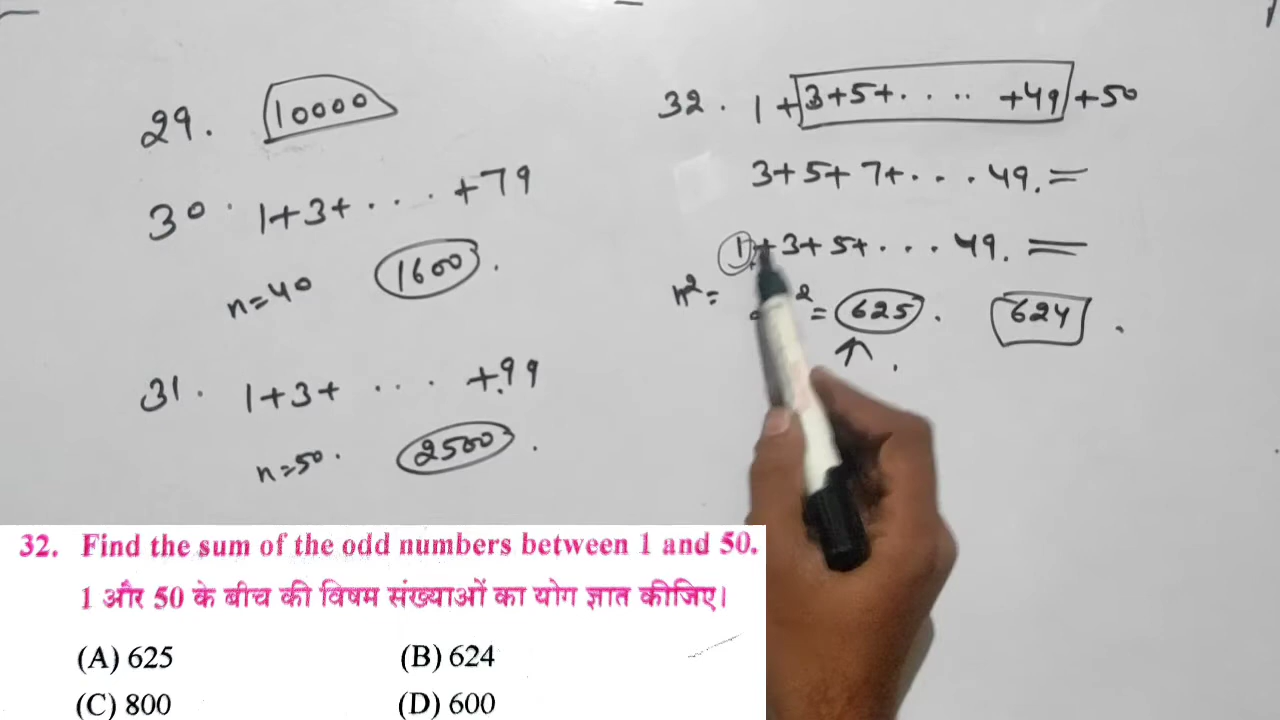 29. 10000
30. 1+3+....+79
n=40 1600.
31. 1+3+ .... +99
n=50. 2500.
32. 1+3+5+..... +49+50
3+5+7+....49.=
1+3+5+....49.=
n²= ²=625. 624.
32. Find the sum of the odd numbers between 1 and 50.
1 और 50 के बीच की विषम संख्याओं का योग ज्ञात कीजिए।
(A) 625 (B) 624
(C) 800 (D) 600